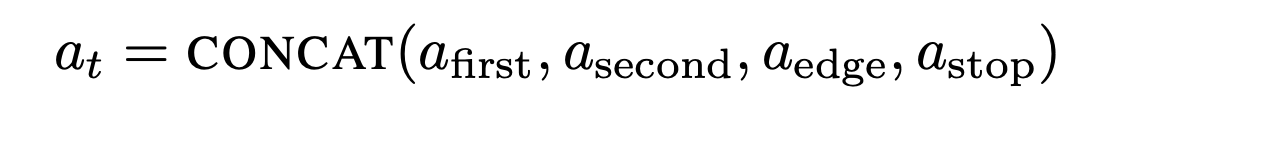 a_t = CONCAT(a_first, a_second, a_edge, a_stop)